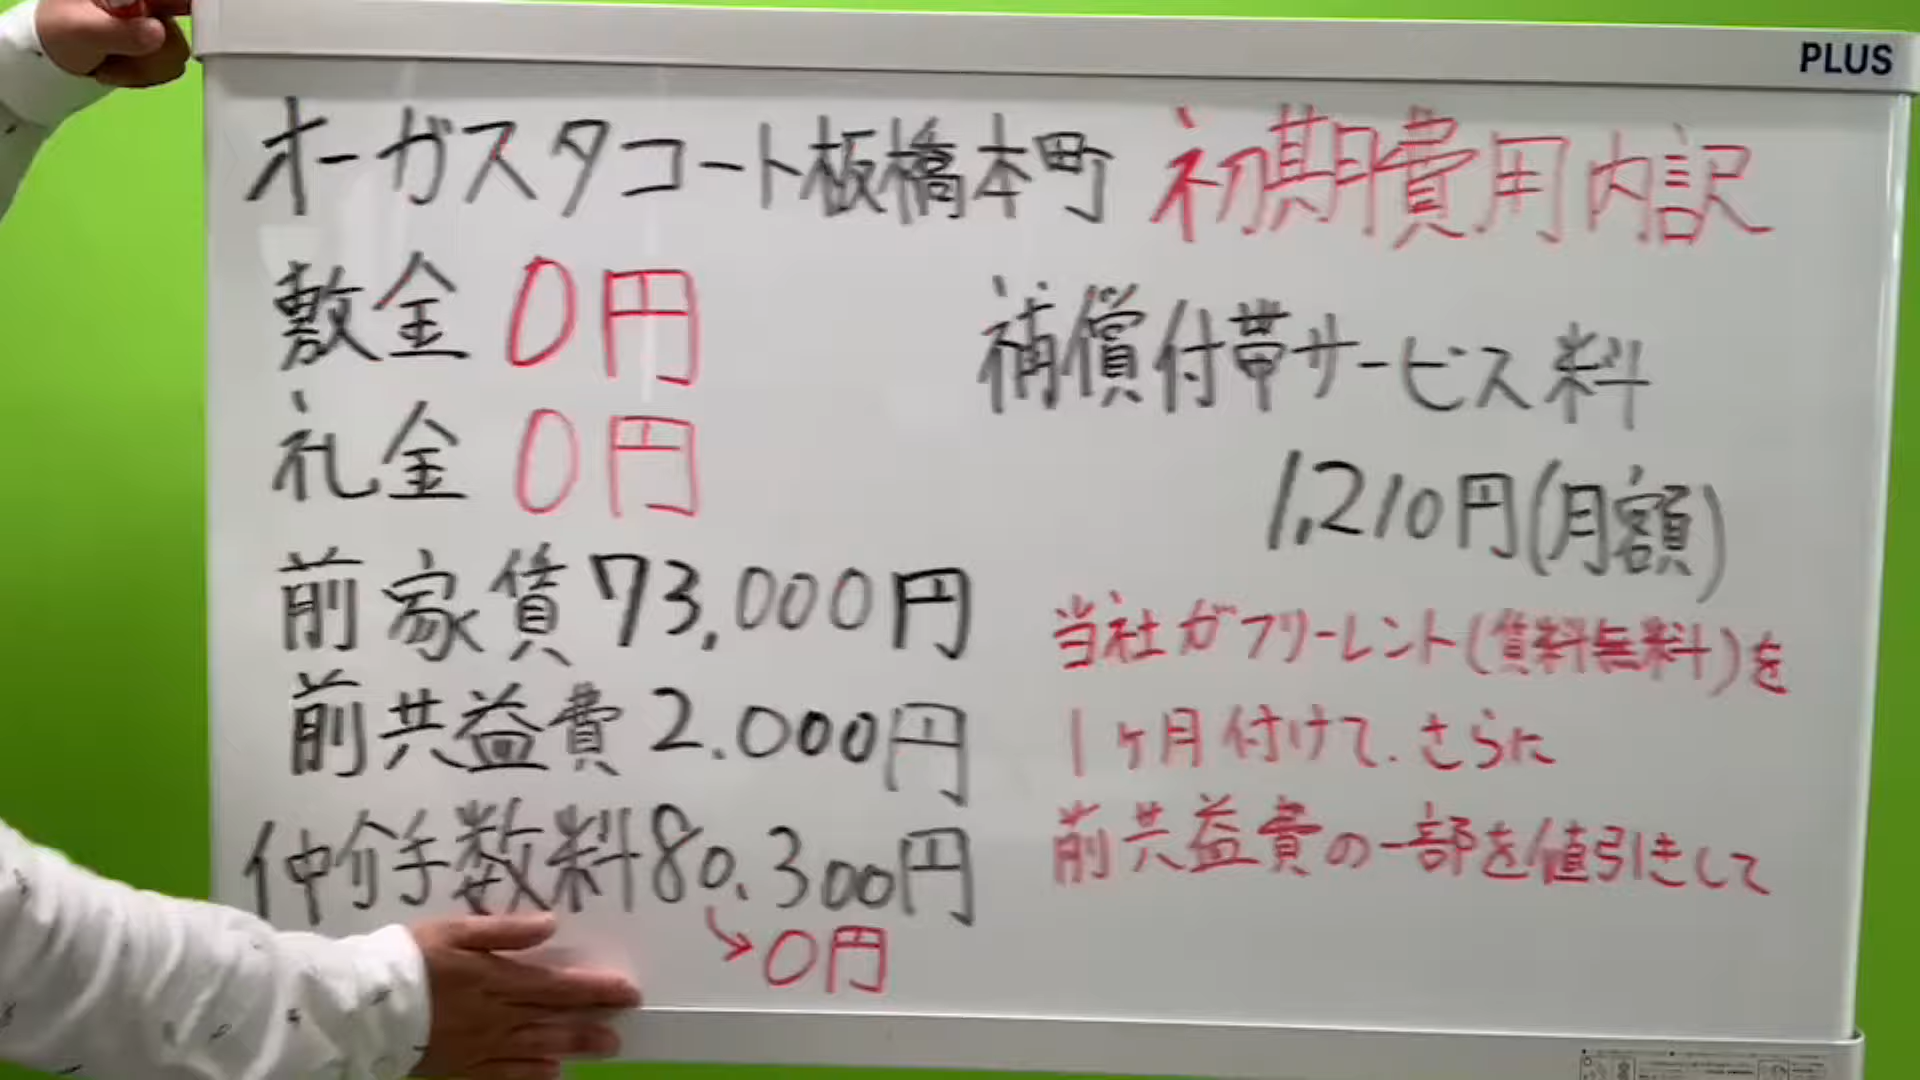 PLUS
オーガスタコート板橋本町 初期費用内訳
敷金 0円
礼金 0円
前家賃 73,000円
前共益費 2.000円
仲介手数料 80.300円
→0円
補償付帯サービス料
1,210円(月額)
当社がフリーレント(賃料無料)を
1ヶ月付けて.さらに
前共益費の一部を値引きして